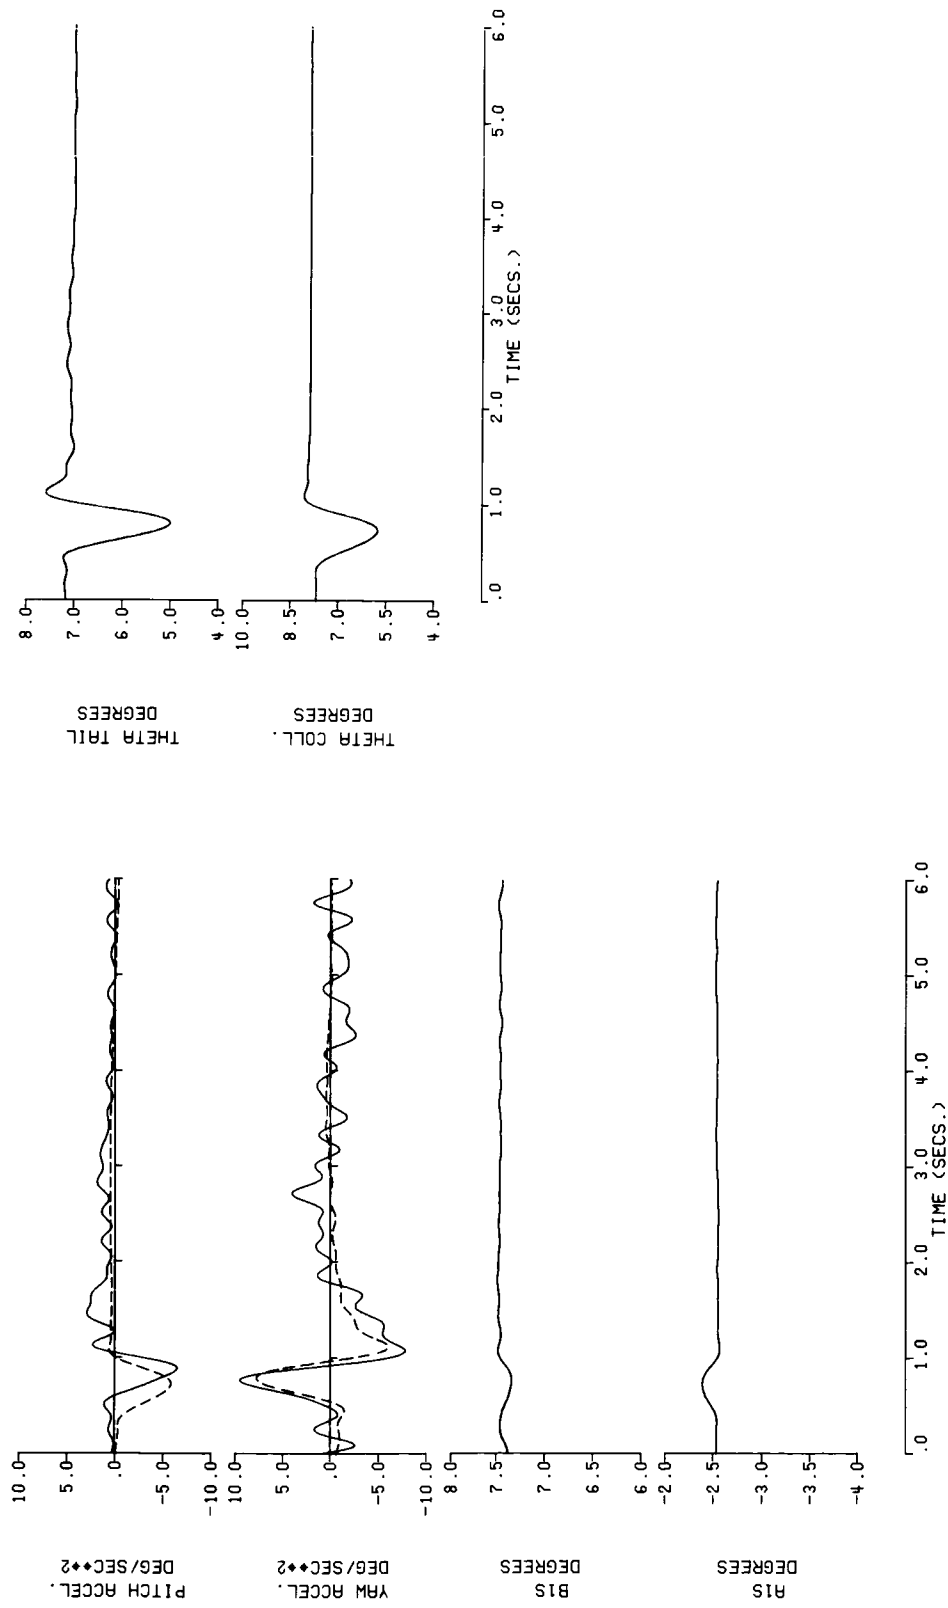 PITCH ACCEL.
DEG/SEC**2
10.0
5.0
.0
-5.0
-10.0
YAW ACCEL.
DEG/SEC**2
10.0
5.0
.0
-5.0
-10.0
B1S
DEGREES
8.0
7.5
7.0
6.5
6.0
A1S
DEGREES
-2.0
-2.5
-3.0
-3.5
-4.0
.0 1.0 2.0 3.0 4.0 5.0 6.0
TIME (SECS.)
THETA TAIL
DEGREES
8.0
7.0
6.0
5.0
4.0
THETA COLL.
DEGREES
10.0
8.5
7.0
5.5
4.0
.0 1.0 2.0 3.0 4.0 5.0 6.0
TIME (SECS.)